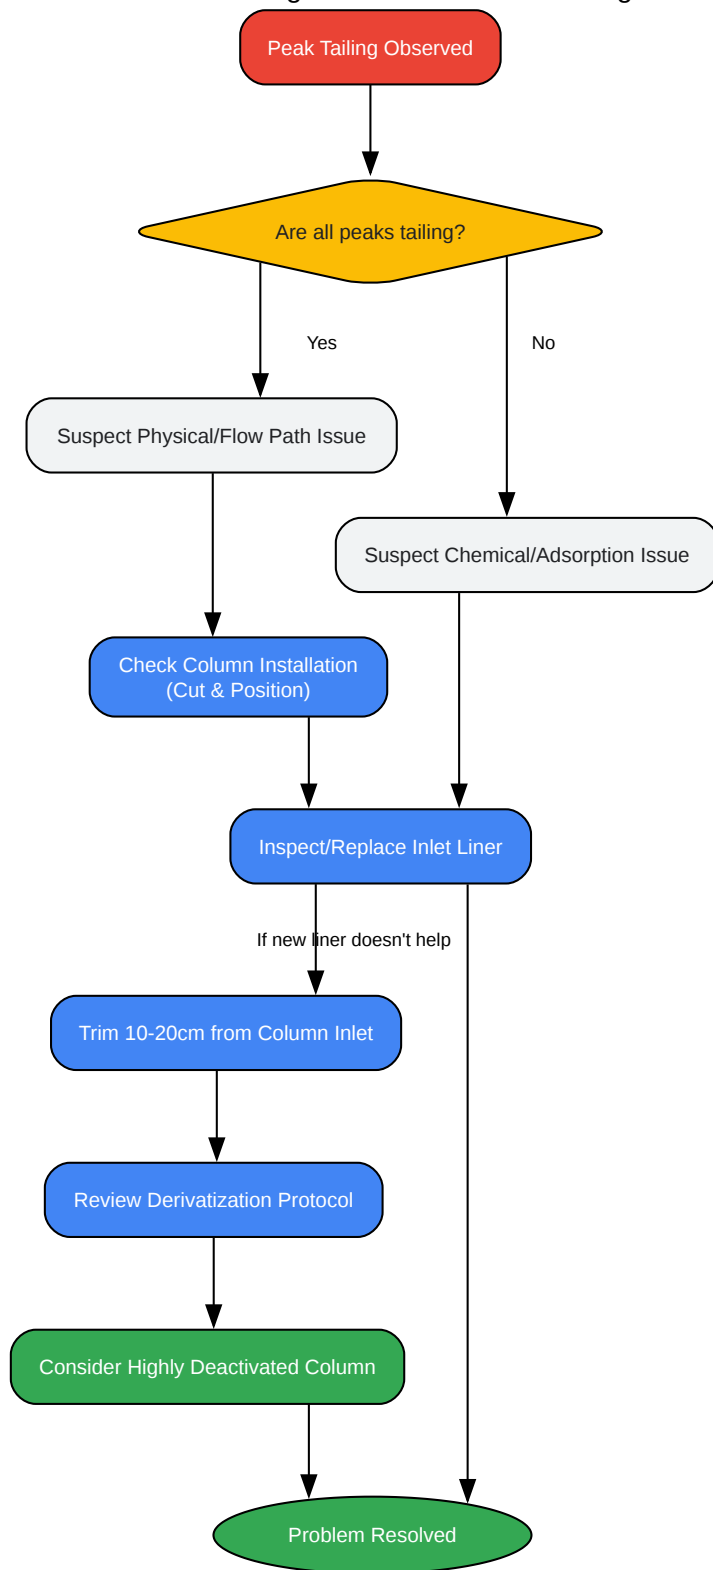 Peak Tailing Observed
Are all peaks tailing?
Yes
No
Suspect Physical/Flow Path Issue
Suspect Chemical/Adsorption Issue
Check Column Installation
(Cut & Position)
Inspect/Replace Inlet Liner
If new liner doesn't help
Trim 10-20cm from Column Inlet
Review Derivatization Protocol
Consider Highly Deactivated Column
Problem Resolved